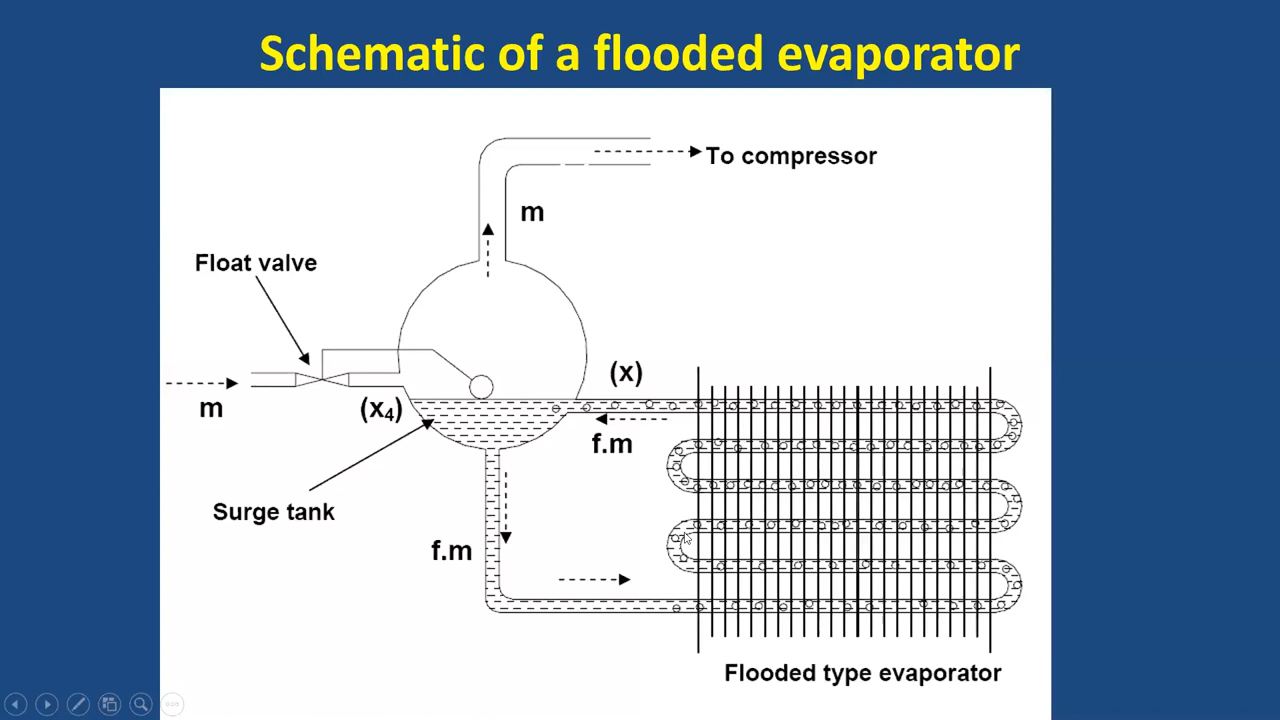 Schematic of a flooded evaporator
To compressor
m
Float valve
(x)
m
(x₄)
f.m
Surge tank
f.m
Flooded type evaporator